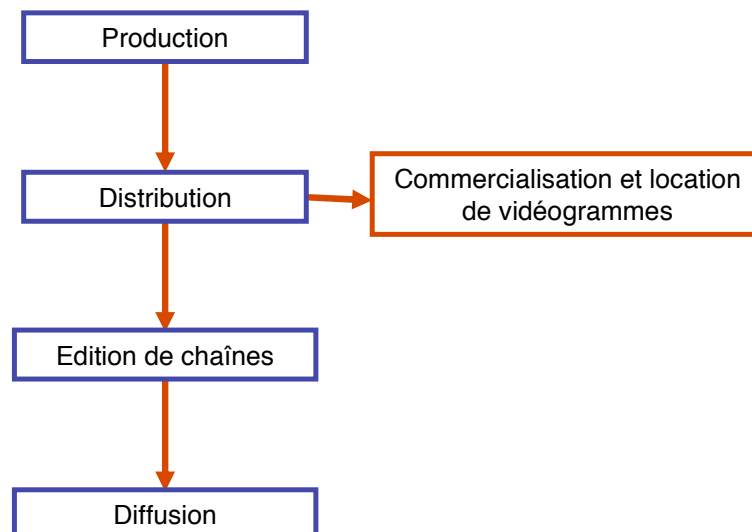 Production
Distribution
Commercialisation et location
de vidéogrammes
Edition de chaînes
Diffusion